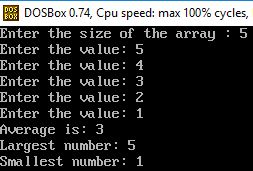 DOS
BOX
DOSBox 0.74, Cpu speed: max 100% cycles,
Enter the size of the array : 5
Enter the value: 5
Enter the value: 4
Enter the value: 3
Enter the value: 2
Enter the value: 1
Average is: 3
Largest number: 5
Smallest number: 1